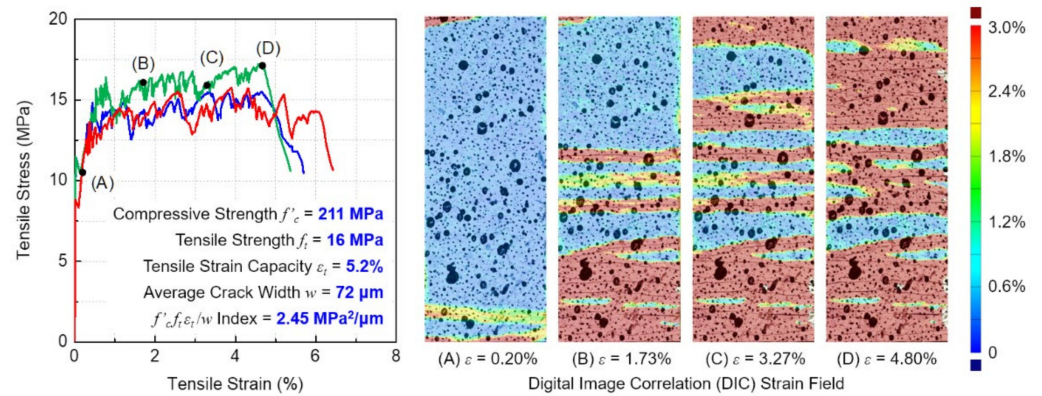 20
15
10
5
0
0
2
4
6
8
Tensile Stress (MPa)
Tensile Strain (%)
(A)
(B)
(C)
(D)
Compressive Strength f'c = 211 MPa
Tensile Strength ft = 16 MPa
Tensile Strain Capacity εt = 5.2%
Average Crack Width w = 72 μm
f'c ft εt/w Index = 2.45 MPa²/μm
(A) ε = 0.20%
(B) ε = 1.73%
(C) ε = 3.27%
(D) ε = 4.80%
Digital Image Correlation (DIC) Strain Field
3.0%
2.4%
1.8%
1.2%
0.6%
0